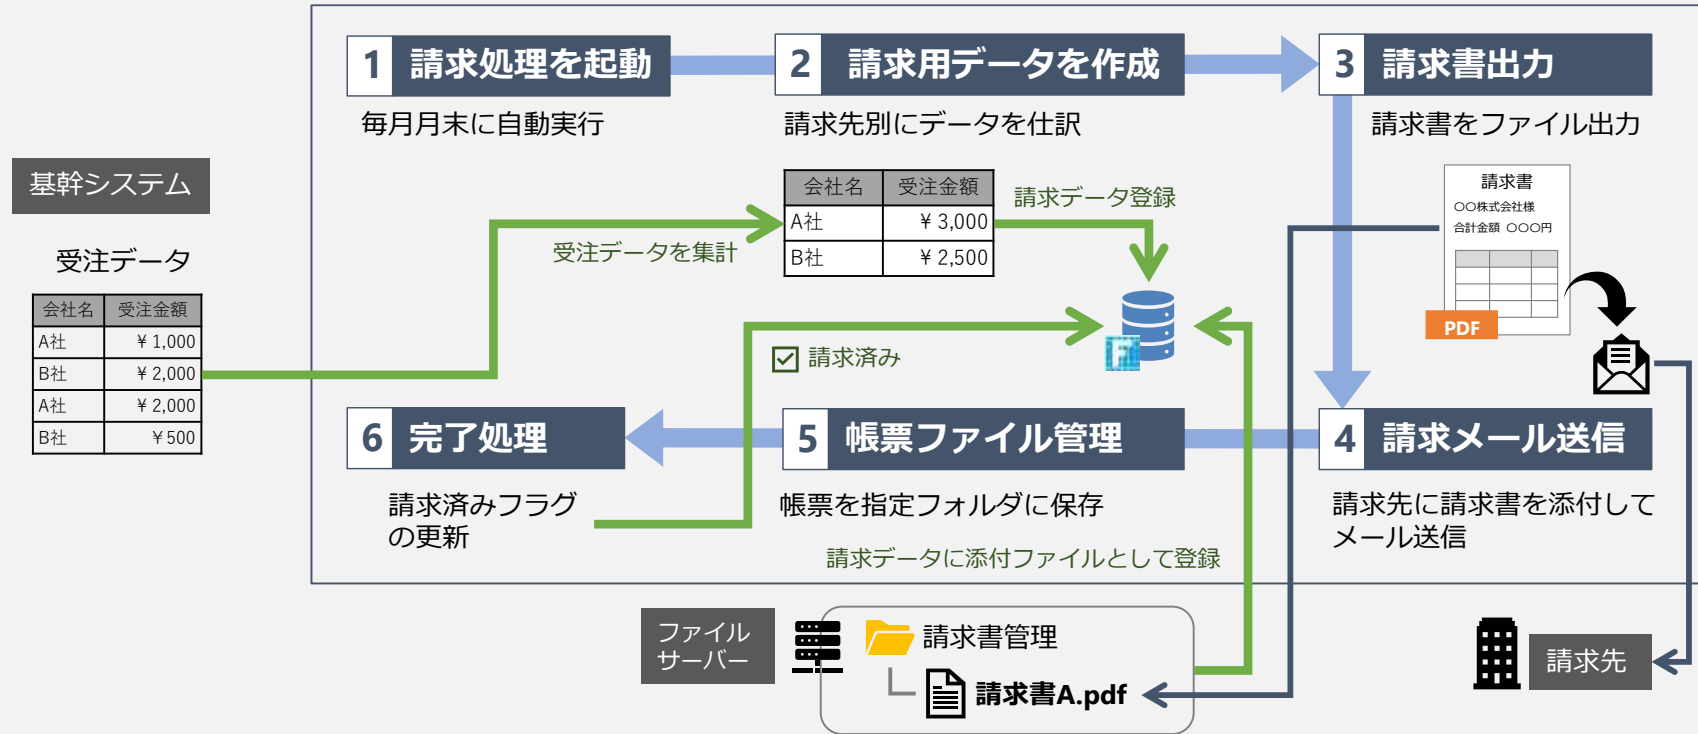 1 請求処理を起動
2 請求用データを作成
3 請求書出力
毎月月末に自動実行
請求先別にデータを仕訳
請求書をファイル出力
基幹システム
受注データ
会社名 受注金額
A社 ¥ 1,000
B社 ¥ 2,000
A社 ¥ 2,000
B社 ¥ 500
受注データを集計
会社名 受注金額
A社 ¥ 3,000
B社 ¥ 2,500
請求データ登録
請求書
○○株式会社様
合計金額 ○○○円
PDF
F
請求済み
6 完了処理
5 帳票ファイル管理
4 請求メール送信
請求済みフラグ
の更新
帳票を指定フォルダに保存
請求先に請求書を添付して
メール送信
請求データに添付ファイルとして登録
ファイル
サーバー
請求書管理
請求書A.pdf
請求先